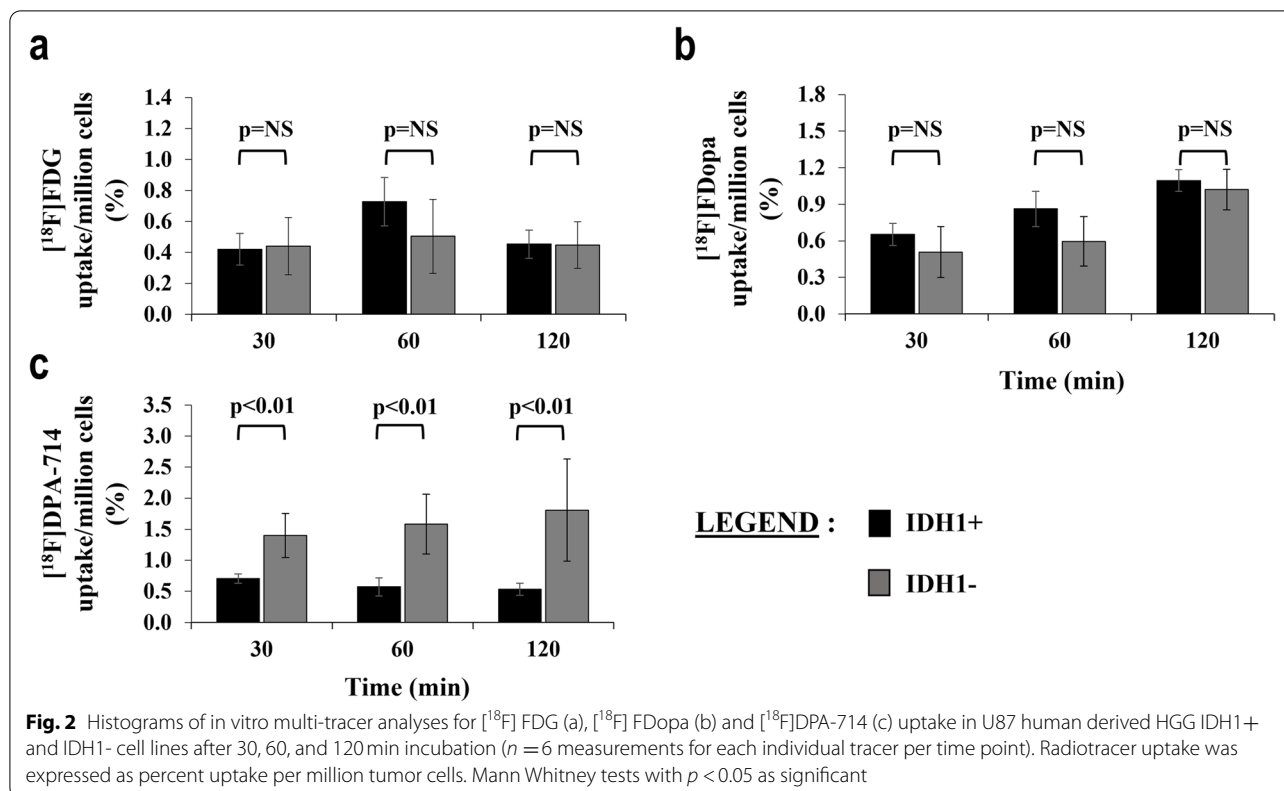 a
[¹⁸F]FDG
uptake/million cells
(%)
1.4
1.2
1.0
0.8
0.6
0.4
0.2
0.0
p=NS
p=NS
p=NS
30
60
120
b
[¹⁸F]FDopa
uptake/million cells
(%)
1.8
1.5
1.2
0.9
0.6
0.3
0.0
p=NS
p=NS
p=NS
30
60
120
Time (min)
c
[¹⁸F]DPA-714
uptake/million cells
(%)
3.5
3.0
2.5
2.0
1.5
1.0
0.5
0.0
p<0.01
p<0.01
p<0.01
30
60
120
Time (min)
LEGEND :
IDH1+
IDH1-
Fig. 2 Histograms of in vitro multi-tracer analyses for [¹⁸F] FDG (a), [¹⁸F] FDopa (b) and [¹⁸F]DPA-714 (c) uptake in U87 human derived HGG IDH1+
and IDH1- cell lines after 30, 60, and 120 min incubation (n = 6 measurements for each individual tracer per time point). Radiotracer uptake was
expressed as percent uptake per million tumor cells. Mann Whitney tests with p < 0.05 as significant